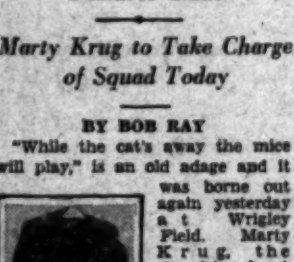 Marty Krug to Take Charge
of Squad Today
BY BOB RAY
"While the cat's away the mice
will play," is an old adage and it
was borne out
again yesterday
at Wrigley
Field. Marty
Krug, the